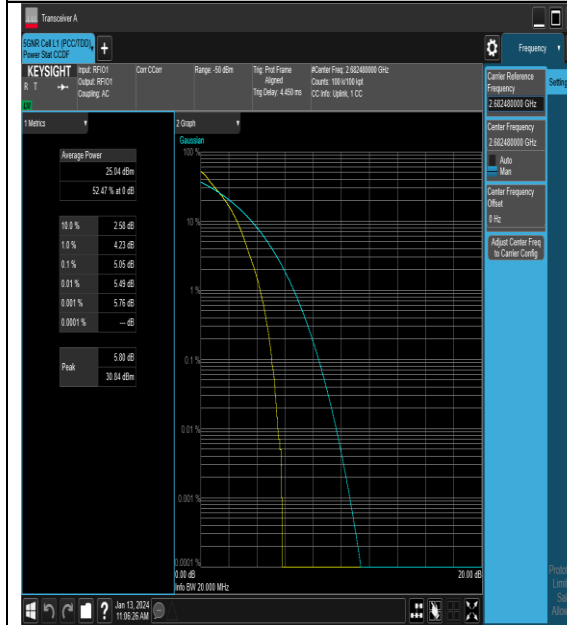 Transceiver A
5GNR Cell L1 (PCC/TDD)
Power Stat CCDF
Frequency
KEYSIGHT
R T
LV
Input: RFIO1
Output: RFIO1
Coupling: AC
Corr CCorr
Range: -50 dBm
Trig: Prot Frame
Aligned
Trig Delay: 4.450 ms
#Center Freq: 2.682480000 GHz
Counts: 100 k/100 kpt
CC Info: Uplink, 1 CC
Carrier Reference
Frequency
2.682480000 GHz
Setting
Center Frequency
2.682480000 GHz
Auto
Man
Center Frequency
Offset
0 Hz
Adjust Center Freq
to Carrier Config
1 Metrics
Average Power
25.04 dBm
52.47 % at 0 dB
10.0 % 2.58 dB
1.0 % 4.23 dB
0.1 % 5.05 dB
0.01 % 5.49 dB
0.001 % 5.76 dB
0.0001 % --- dB
Peak 5.80 dB
30.84 dBm
2 Graph
Gaussian
100 %
10 %
1 %
0.1 %
0.01 %
0.001 %
0.0001 %
0.00 dB 20.00 dB
Info BW 20.000 MHz
Jan 13, 2024
11:06:26 AM